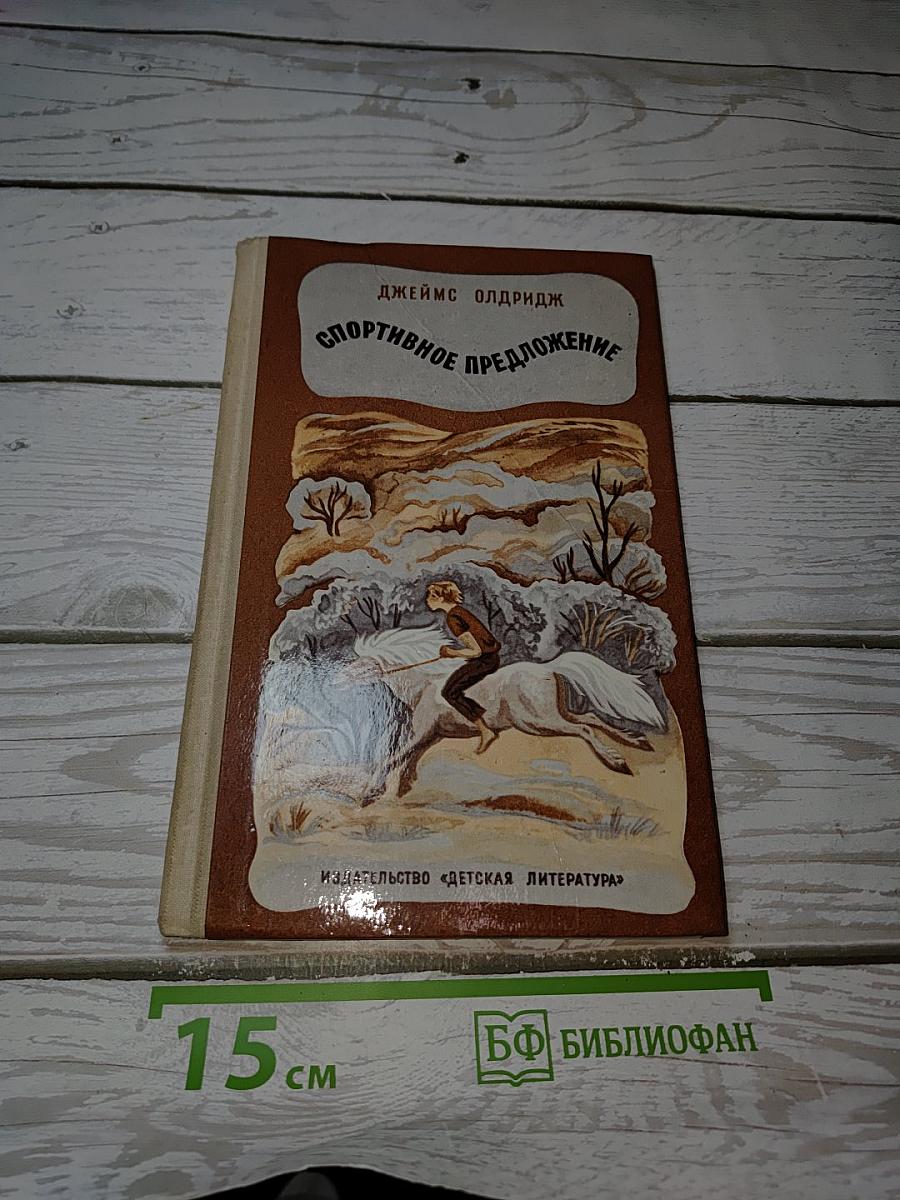 ДЖЕЙМС ОЛДРИДЖ
СПОРТИВНОЕ ПРЕДЛОЖЕНИЕ
ИЗДАТЕЛЬСТВО «ДЕТСКАЯ ЛИТЕРАТУРА»
15 см
БФ БИБЛИОФАН